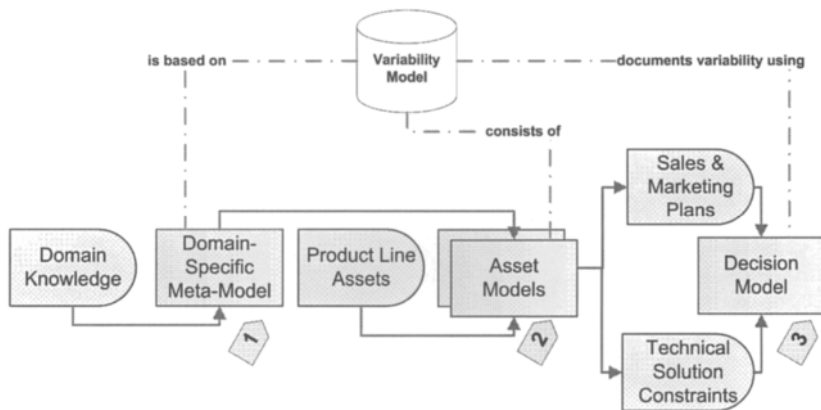 Variability
Model
is based on
documents variability using
consists of
Sales &
Marketing
Plans
Domain
Knowledge
Domain-
Specific
Meta-Model
Product Line
Assets
Asset
Models
Decision
Model
1
2
3
Technical
Solution
Constraints